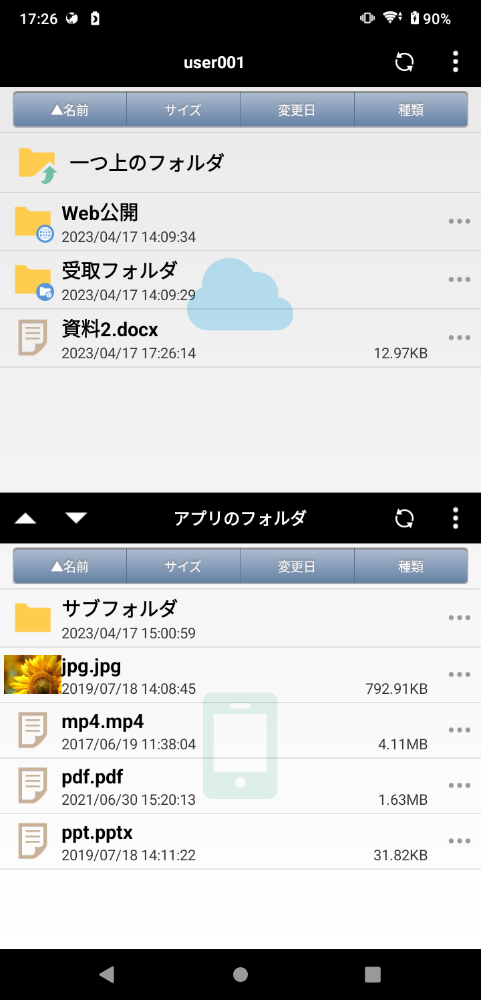 17:26 90%
user001
▲名前 サイズ 変更日 種類
一つ上のフォルダ
Web公開
2023/04/17 14:09:34
受取フォルダ
2023/04/17 14:09:29
資料2.docx
2023/04/17 17:26:14 12.97KB
アプリのフォルダ
▲名前 サイズ 変更日 種類
サブフォルダ
2023/04/17 15:00:59
jpg.jpg
2019/07/18 14:08:45 792.91KB
mp4.mp4
2017/06/19 11:38:04 4.11MB
pdf.pdf
2021/06/30 15:20:13 1.63MB
ppt.pptx
2019/07/18 14:11:22 31.82KB